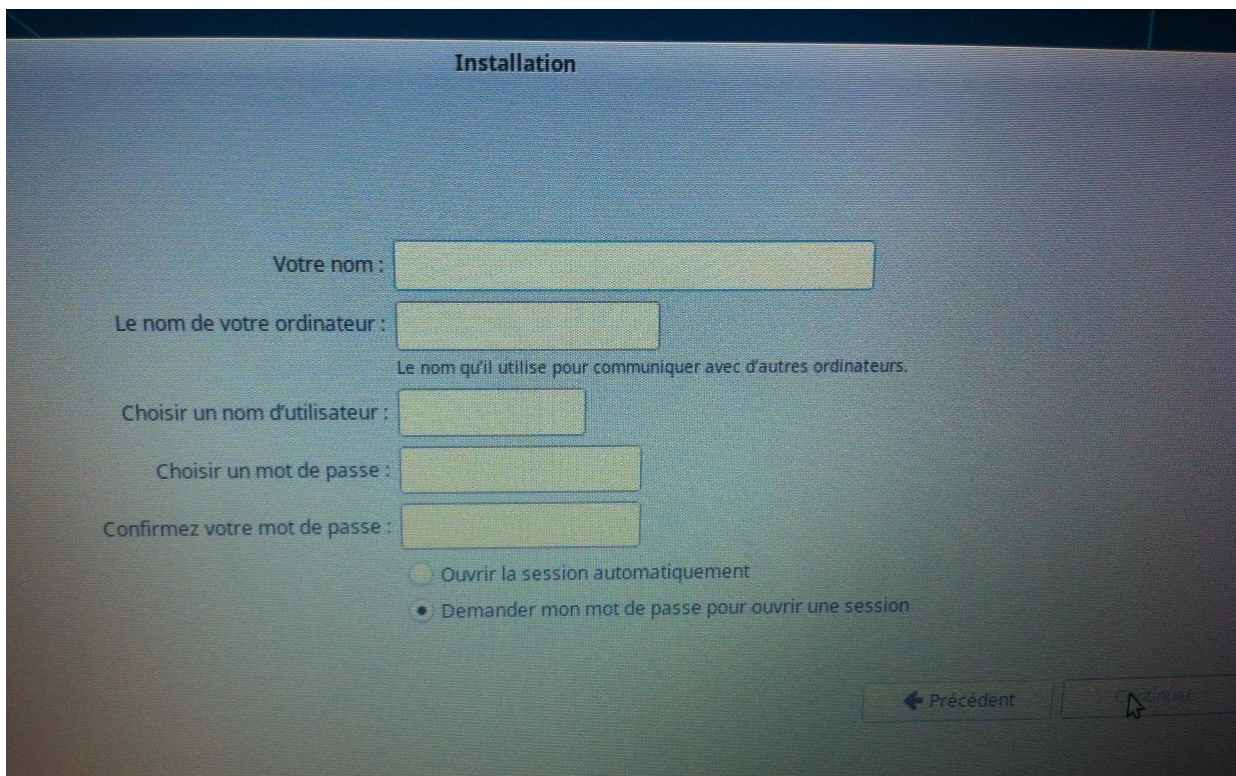 Installation
Votre nom :
Le nom de votre ordinateur :
Le nom qu'il utilise pour communiquer avec d'autres ordinateurs.
Choisir un nom d'utilisateur :
Choisir un mot de passe :
Confirmez votre mot de passe :
Ouvrir la session automatiquement
Demander mon mot de passe pour ouvrir une session
Précédent
Continuer